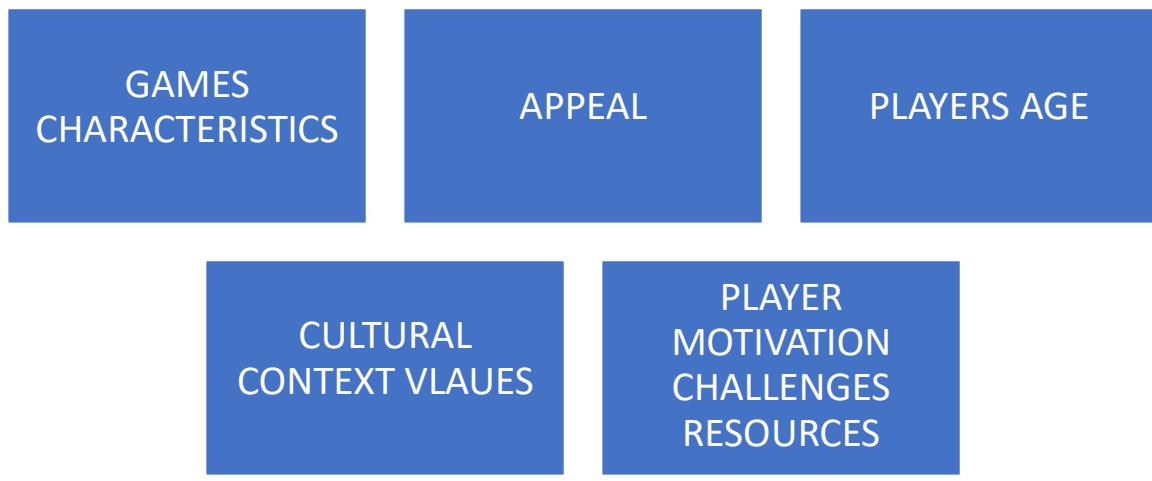 GAMES
CHARACTERISTICS
APPEAL
PLAYERS AGE
CULTURAL
CONTEXT VLAUES
PLAYER
MOTIVATION
CHALLENGES
RESOURCES